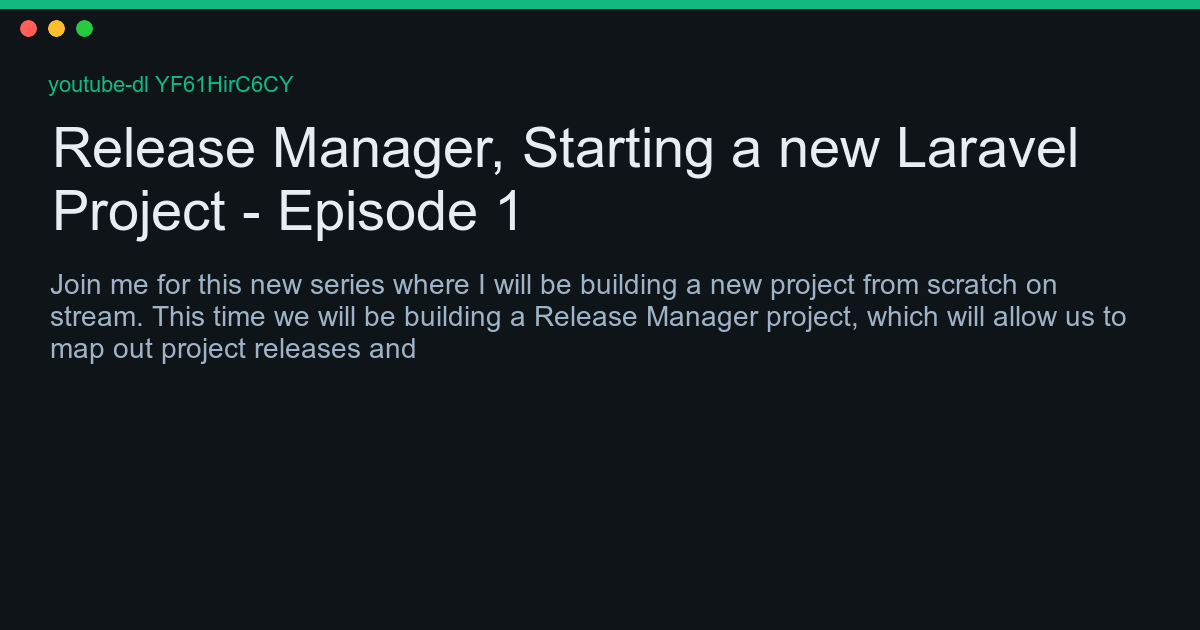 youtube-dl YF61HirC6CY
Release Manager, Starting a new Laravel
Project - Episode 1
Join me for this new series where I will be building a new project from scratch on
stream. This time we will be building a Release Manager project, which will allow us to
map out project releases and